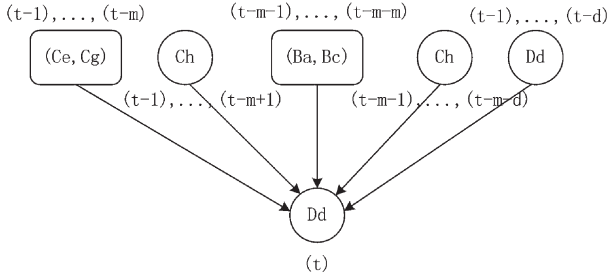 (t-1),..., (t-m)
(t-m-1),..., (t-m-m)
(t-1),..., (t-d)
(Ce,Cg)
Ch
(Ba,Bc)
Ch
Dd
(t-1),..., (t-m+1)
(t-m-1),..., (t-m-d)
Dd
(t)